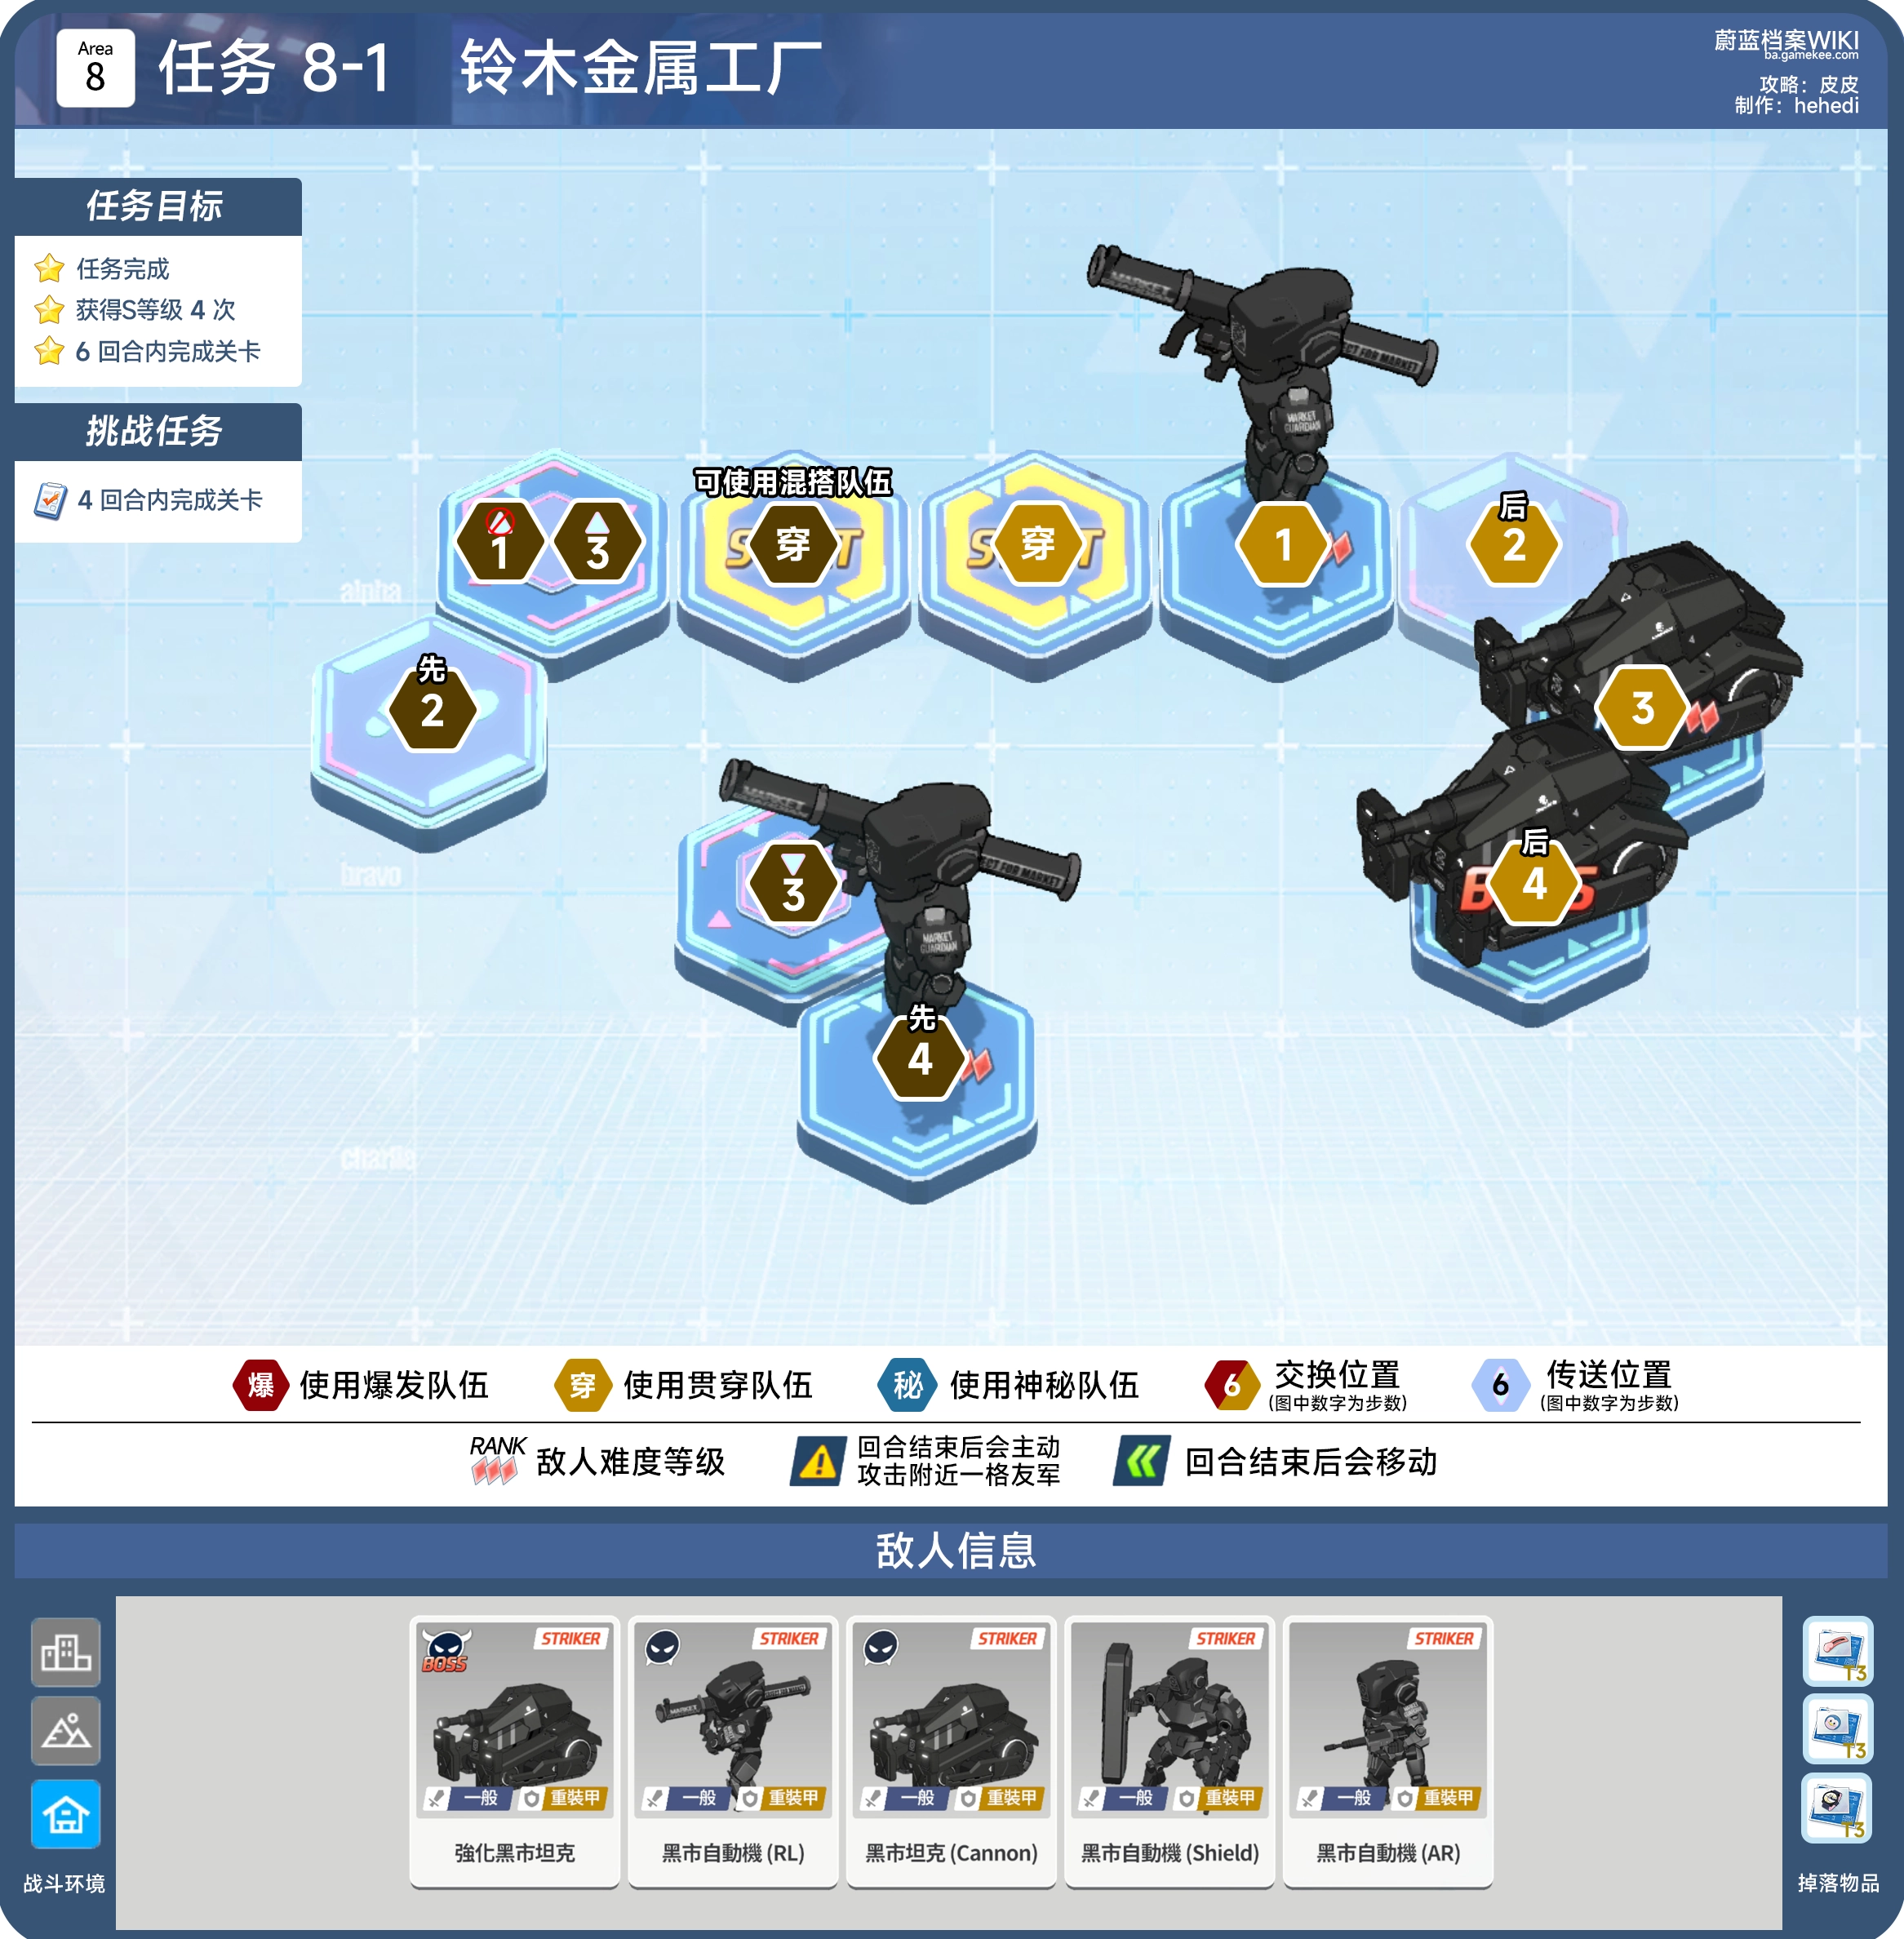 Area
8
任务 8-1 铃木金属工厂
蔚蓝档案WIKI
ba.gamekee.com
攻略：皮皮
制作：hehedi
任务目标
任务完成
获得S等级 4 次
6 回合内完成关卡
挑战任务
4 回合内完成关卡
可使用混搭队伍
1
3
穿
穿
1
后
2
alpha
先
2
3
3
后
4
bravo
先
4
charlie
MARKET
GUARDIAN
MARKET
GUARDIAN
爆 使用爆发队伍
穿 使用贯穿队伍
秘 使用神秘队伍
6 交换位置
(图中数字为步数)
6 传送位置
(图中数字为步数)
RANK
敌人难度等级
回合结束后会主动
攻击附近一格友军
回合结束后会移动
敌人信息
战斗环境
BOSS
STRIKER
一般 重裝甲
強化黑市坦克
STRIKER
一般 重裝甲
黑市自動機 (RL)
STRIKER
一般 重裝甲
黑市坦克 (Cannon)
STRIKER
一般 重裝甲
黑市自動機 (Shield)
STRIKER
一般 重裝甲
黑市自動機 (AR)
T3
T3
T3
掉落物品